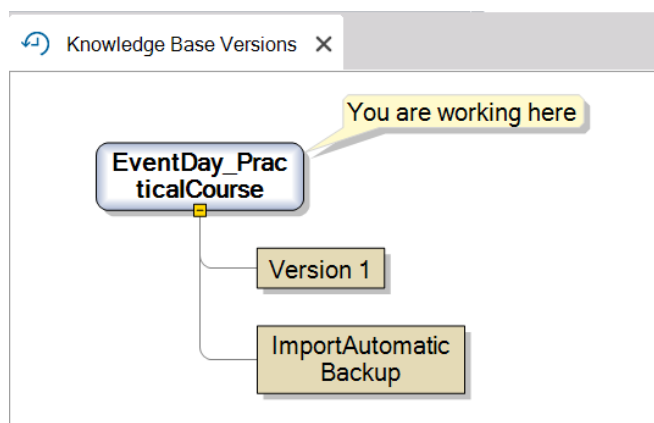 Knowledge Base Versions
You are working here
EventDay_Prac
ticalCourse
Version 1
ImportAutomatic
Backup